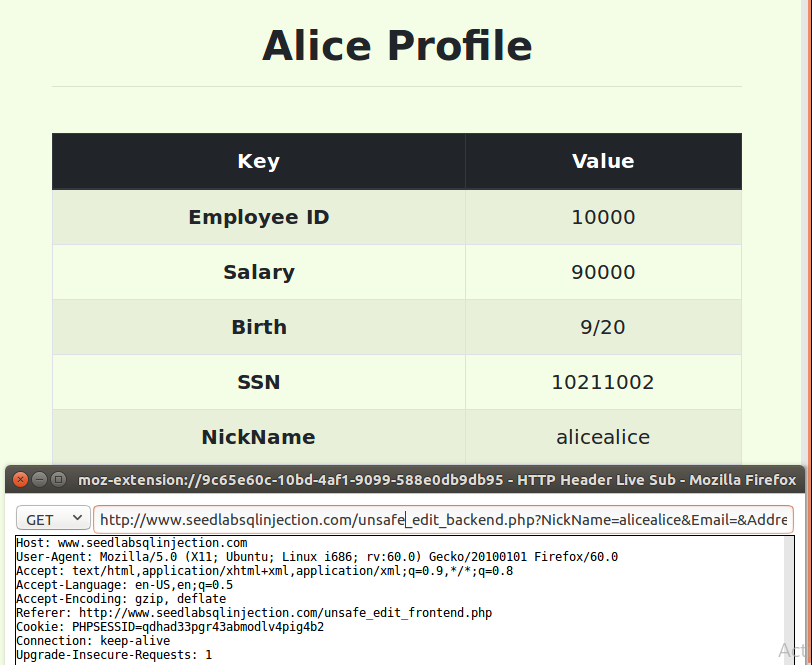 Alice Profile
Key Value
Employee ID 10000
Salary 90000
Birth 9/20
SSN 10211002
NickName alicealice
moz-extension://9c65e60c-10bd-4af1-9099-588e0db9db95 - HTTP Header Live Sub - Mozilla Firefox
GET http://www.seedlabsqlinjection.com/unsafe_edit_backend.php?NickName=alicealice&Email=&Addre
Host: www.seedlabsqlinjection.com
User-Agent: Mozilla/5.0 (X11; Ubuntu; Linux i686; rv:60.0) Gecko/20100101 Firefox/60.0
Accept: text/html,application/xhtml+xml,application/xml;q=0.9,*/*;q=0.8
Accept-Language: en-US,en;q=0.5
Accept-Encoding: gzip, deflate
Referer: http://www.seedlabsqlinjection.com/unsafe_edit_frontend.php
Cookie: PHPSESSID=qdhad33pgr43abmodlv4pig4b2
Connection: keep-alive
Upgrade-Insecure-Requests: 1
Act